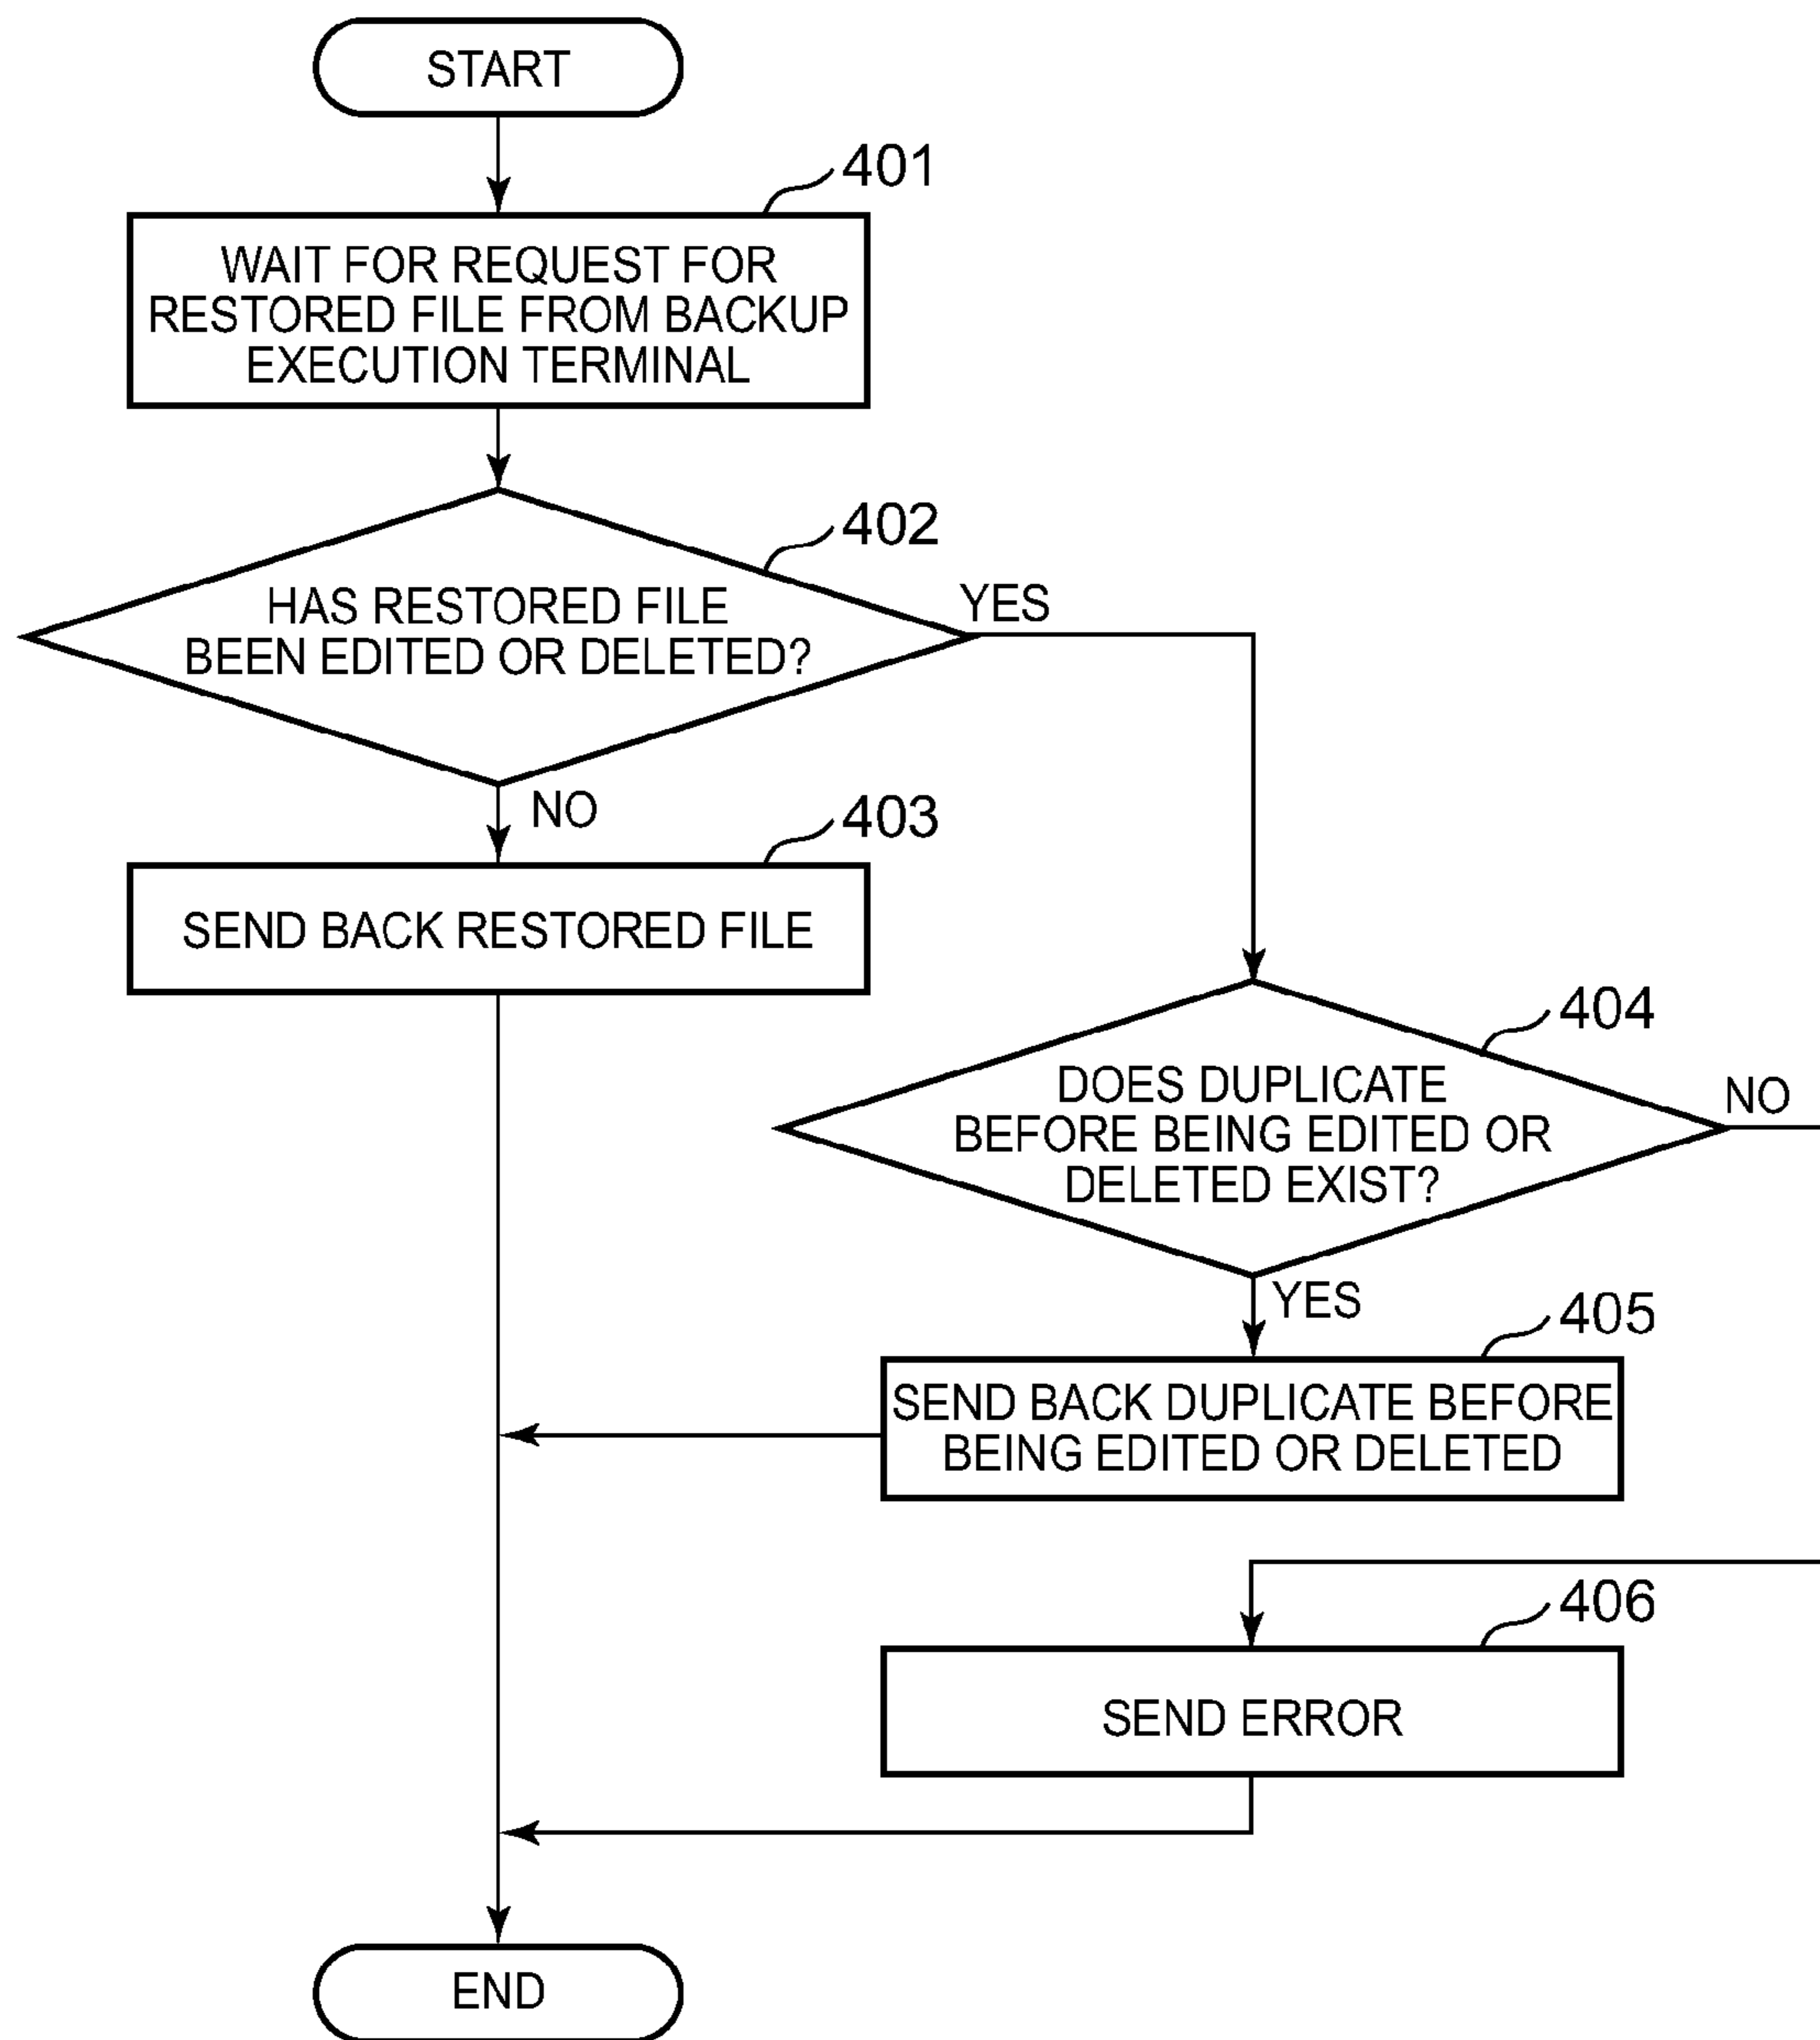 START
401
WAIT FOR REQUEST FOR
RESTORED FILE FROM BACKUP
EXECUTION TERMINAL
402
HAS RESTORED FILE
BEEN EDITED OR DELETED?
YES
NO
403
SEND BACK RESTORED FILE
404
DOES DUPLICATE
BEFORE BEING EDITED OR
DELETED EXIST?
NO
YES
405
SEND BACK DUPLICATE BEFORE
BEING EDITED OR DELETED
406
SEND ERROR
END